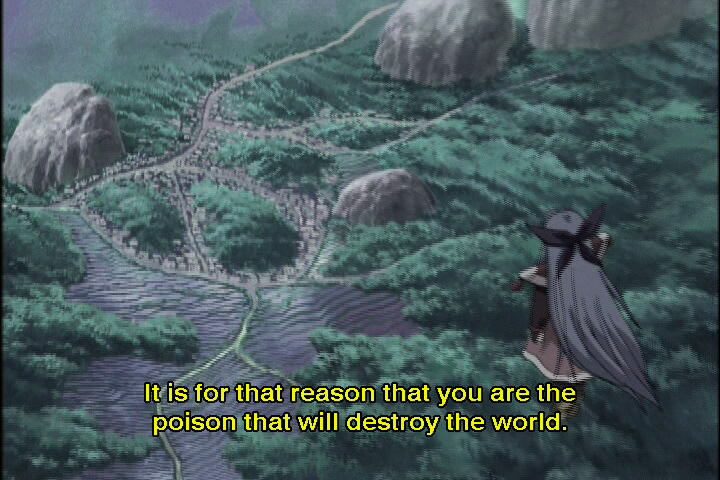 It is for that reason that you are the
poison that will destroy the world.